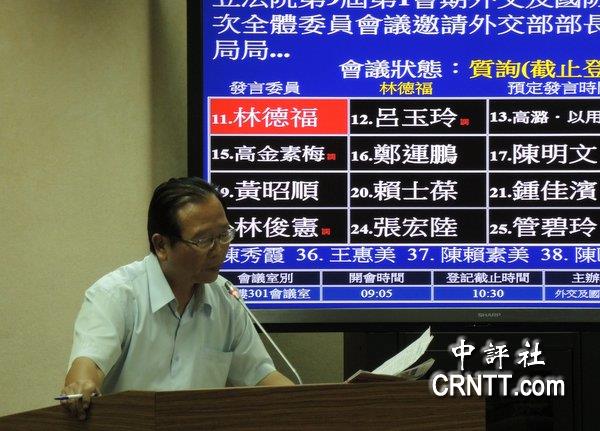 立法院第9屆第1會期外交及國防
次全體委員會議邀請外交部部長
局局...
會議狀態：質詢(截止登
發言委員 林德福 預定發言時間
11.林德福 12.呂玉玲 詢 13.高潞．以用
15.高金素梅 詢 16.鄭運鵬 17.陳明文
19.黃昭順 20.賴士葆 21.鍾佳濱
林俊憲 詢 24.張宏陸 25.管碧玲
陳秀霞 36. 王惠美 37. 陳賴素美 38.
會議室別 開會時間 登記截止時間 主辦
樓301會議室 09:05 10:30 外交及國
SHARP
中評社
CRNTT.com